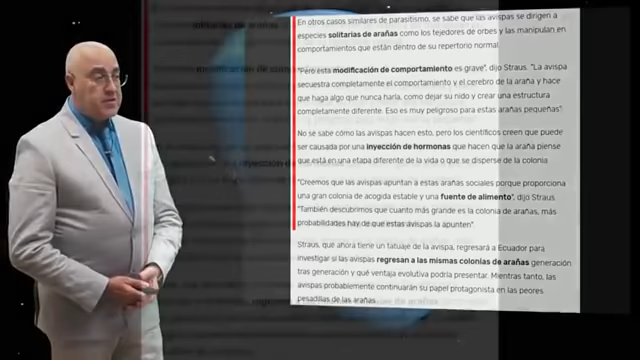 En otros casos similares de parasitismo, se sabe que las avispas se dirigen a
especies solitarias de arañas como los tejedores de orbes y las manipulan en
comportamientos que están dentro de su repertorio normal.
"Pero esta modificación de comportamiento es grave", dijo Straus. "La avispa
secuestra completamente el comportamiento y el cerebro de la araña y hace
que haga algo que nunca haría, como dejar su nido y crear una estructura
completamente diferente. Eso es muy peligroso para estas arañas pequeñas".
No se sabe cómo las avispas hacen esto, pero los científicos creen que puede
ser causada por una inyección de hormonas que hacen que la araña piense
que está en una etapa diferente de la vida o que se disperse de la colonia.
"Creemos que las avispas apuntan a estas arañas sociales porque proporciona
una gran colonia de acogida estable y una fuente de alimento", dijo Straus.
"También descubrimos que cuanto más grande es la colonia de arañas, más
probabilidades hay de que estas avispas la apunten".
Straus, que ahora tiene un tatuaje de la avispa, regresará a Ecuador para
investigar si las avispas regresan a las mismas colonias de arañas generación
tras generación y qué ventaja evolutiva podría presentar. Mientras tanto, las
avispas probablemente continuarán su papel protagonista en las peores
pesadillas de las arañas.